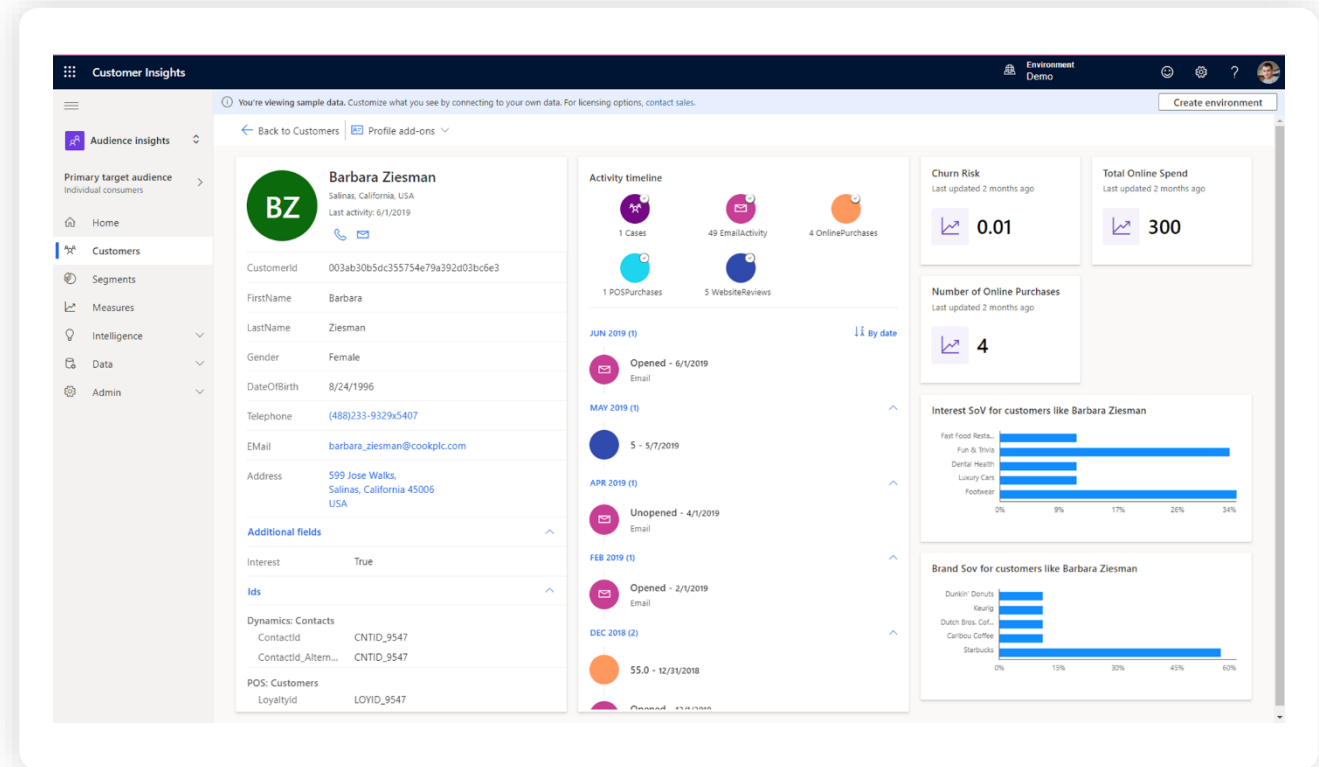 Customer Insights
Environment
Demo
?
You're viewing sample data. Customize what you see by connecting to your own data. For licensing options, contact sales.
Create environment
Audience insights
Primary target audience
Individual consumers
Home
Customers
Segments
Measures
Intelligence
Data
Admin
Back to Customers
Profile add-ons
BZ
Barbara Ziesman
Salinas, California, USA
Last activity: 6/1/2019
CustomerId 003ab30b5dc355754e79a392d03bc6e3
FirstName Barbara
LastName Ziesman
Gender Female
DateOfBirth 8/24/1996
Telephone (488)233-9329x5407
EMail barbara_ziesman@cookplc.com
Address 599 Jose Walks,
Salinas, California 45006
USA
Additional fields
Interest True
Ids
Dynamics: Contacts
ContactId CNTID_9547
ContactId_Altern... CNTID_9547
POS: Customers
LoyaltyId LOYID_9547
Activity timeline
1 Cases
49 EmailActivity
4 OnlinePurchases
1 POSPurchases
5 WebsiteReviews
JUN 2019 (1)
By date
Opened - 6/1/2019
Email
MAY 2019 (1)
5 - 5/7/2019
APR 2019 (1)
Unopened - 4/1/2019
Email
FEB 2019 (1)
Opened - 2/1/2019
Email
DEC 2018 (2)
55.0 - 12/31/2018
Opened - 12/1/2018
Churn Risk
Last updated 2 months ago
0.01
Total Online Spend
Last updated 2 months ago
300
Number of Online Purchases
Last updated 2 months ago
4
Interest SoV for customers like Barbara Ziesman
Fast Food Resta...
Fun & Trivia
Dental Health
Luxury Cars
Footwear
0% 9% 17% 26% 34%
Brand Sov for customers like Barbara Ziesman
Dunkin' Donuts
Keurig
Dutch Bros. Cof...
Caribou Coffee
Starbucks
0% 15% 30% 45% 60%